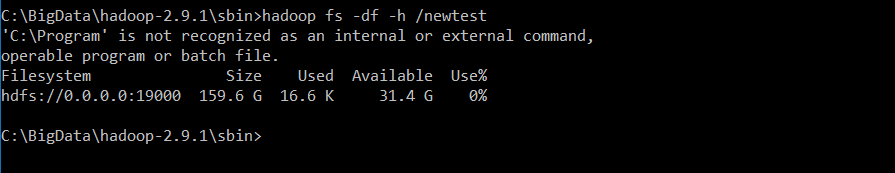 C:\BigData\hadoop-2.9.1\sbin>hadoop fs -df -h /newtest
'C:\Program' is not recognized as an internal or external command,
operable program or batch file.
Filesystem Size Used Available Use%
hdfs://0.0.0.0:19000 159.6 G 16.6 K 31.4 G 0%
C:\BigData\hadoop-2.9.1\sbin>